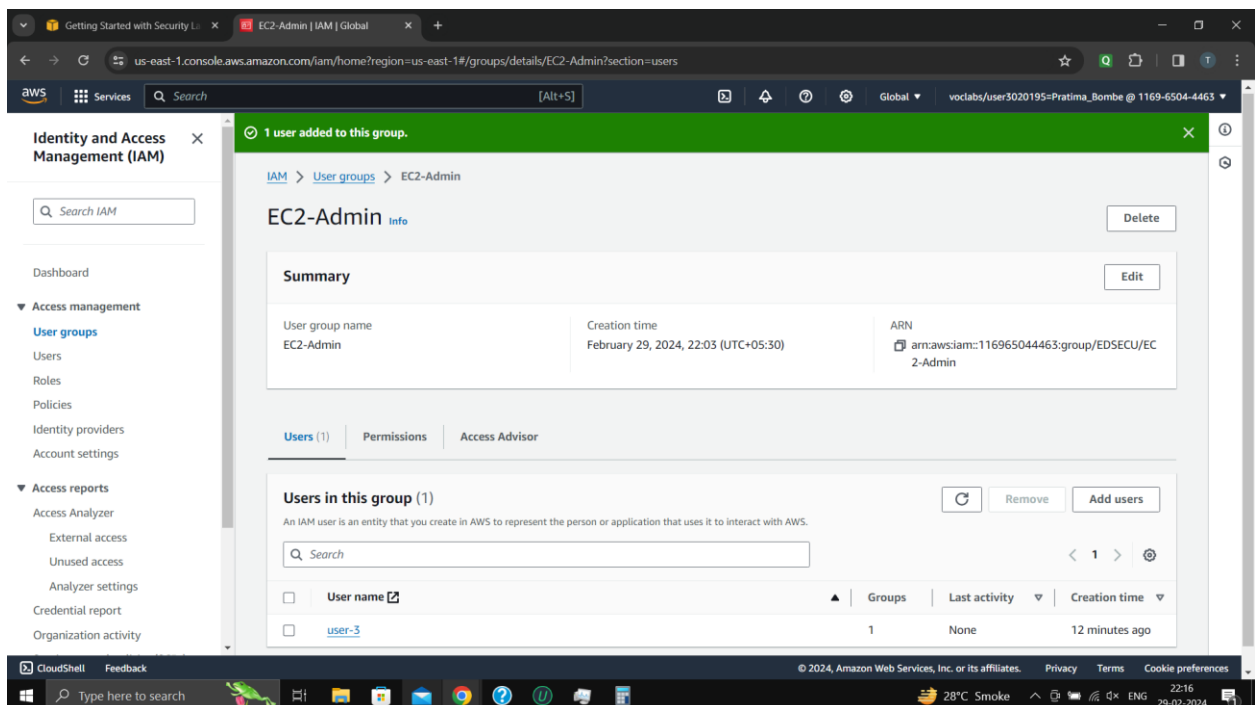 Getting Started with Security La
EC2-Admin | IAM | Global
us-east-1.console.aws.amazon.com/iam/home?region=us-east-1#/groups/details/EC2-Admin?section=users
Q
T
aws
Services
Search
[Alt+S]
Global
voclabs/user3020195=Pratima_Bombe @ 1169-6504-4463
Identity and Access
Management (IAM)
Search IAM
Dashboard
Access management
User groups
Users
Roles
Policies
Identity providers
Account settings
Access reports
Access Analyzer
External access
Unused access
Analyzer settings
Credential report
Organization activity
1 user added to this group.
IAM > User groups > EC2-Admin
EC2-Admin Info
Delete
Summary
Edit
User group name
EC2-Admin
Creation time
February 29, 2024, 22:03 (UTC+05:30)
ARN
arn:aws:iam::116965044463:group/EDSECU/EC
2-Admin
Users (1)
Permissions
Access Advisor
Users in this group (1)
Remove
Add users
An IAM user is an entity that you create in AWS to represent the person or application that uses it to interact with AWS.
Search
1
User name
Groups
Last activity
Creation time
user-3
1
None
12 minutes ago
CloudShell
Feedback
© 2024, Amazon Web Services, Inc. or its affiliates.
Privacy
Terms
Cookie preferences
Type here to search
28°C Smoke
ENG
22:16
29-02-2024